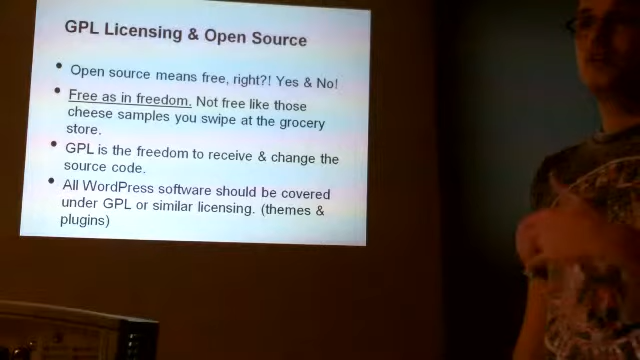 GPL Licensing & Open Source
• Open source means free, right?! Yes & No!
• Free as in freedom. Not free like those
cheese samples you swipe at the grocery
store.
• GPL is the freedom to receive & change the
source code.
• All WordPress software should be covered
under GPL or similar licensing. (themes &
plugins)